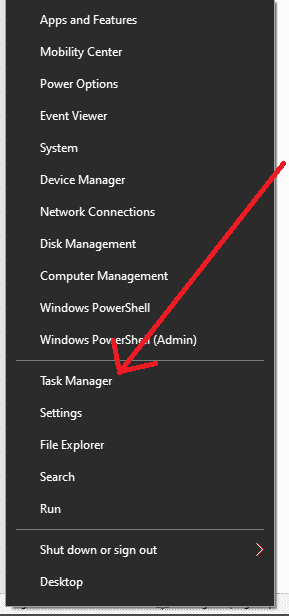 Apps and Features
Mobility Center
Power Options
Event Viewer
System
Device Manager
Network Connections
Disk Management
Computer Management
Windows PowerShell
Windows PowerShell (Admin)
Task Manager
Settings
File Explorer
Search
Run
Shut down or sign out
Desktop